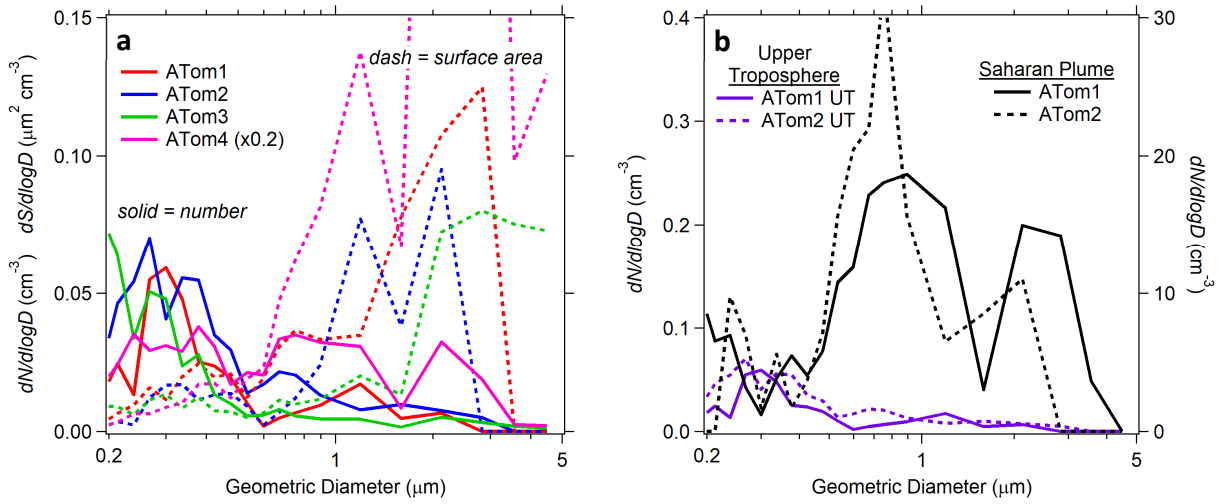 a
dash = surface area
ATom1
ATom2
ATom3
ATom4 (x0.2)
solid = number
0.15
0.10
0.05
0.00
dN/dlogD (cm⁻³) dS/dlogD (μm² cm⁻³)
0.2
1
5
Geometric Diameter (μm)
b
Upper
Troposphere
ATom1 UT
ATom2 UT
Saharan Plume
ATom1
ATom2
0.4
0.3
0.2
0.1
0.0
dN/dlogD (cm⁻³)
30
20
10
0
dN/dlogD (cm⁻³)
0.2
1
5
Geometric Diameter (μm)